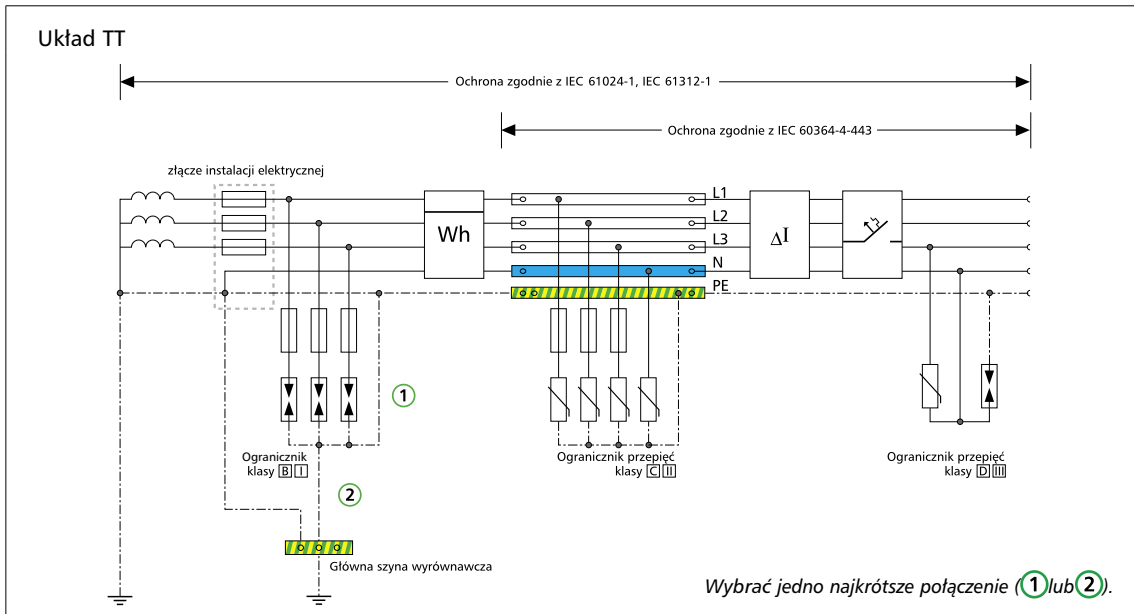 Układ TT
Ochrona zgodnie z IEC 61024-1, IEC 61312-1
Ochrona zgodnie z IEC 60364-4-443
złącze instalacji elektrycznej
L1
L2
Wh
ΔI
L3
N
PE
1
Ogranicznik
klasy B I
Ogranicznik przepięć
klasy C II
Ogranicznik przepięć
klasy D III
2
Główna szyna wyrównawcza
Wybrać jedno najkrótsze połączenie (1 lub 2).